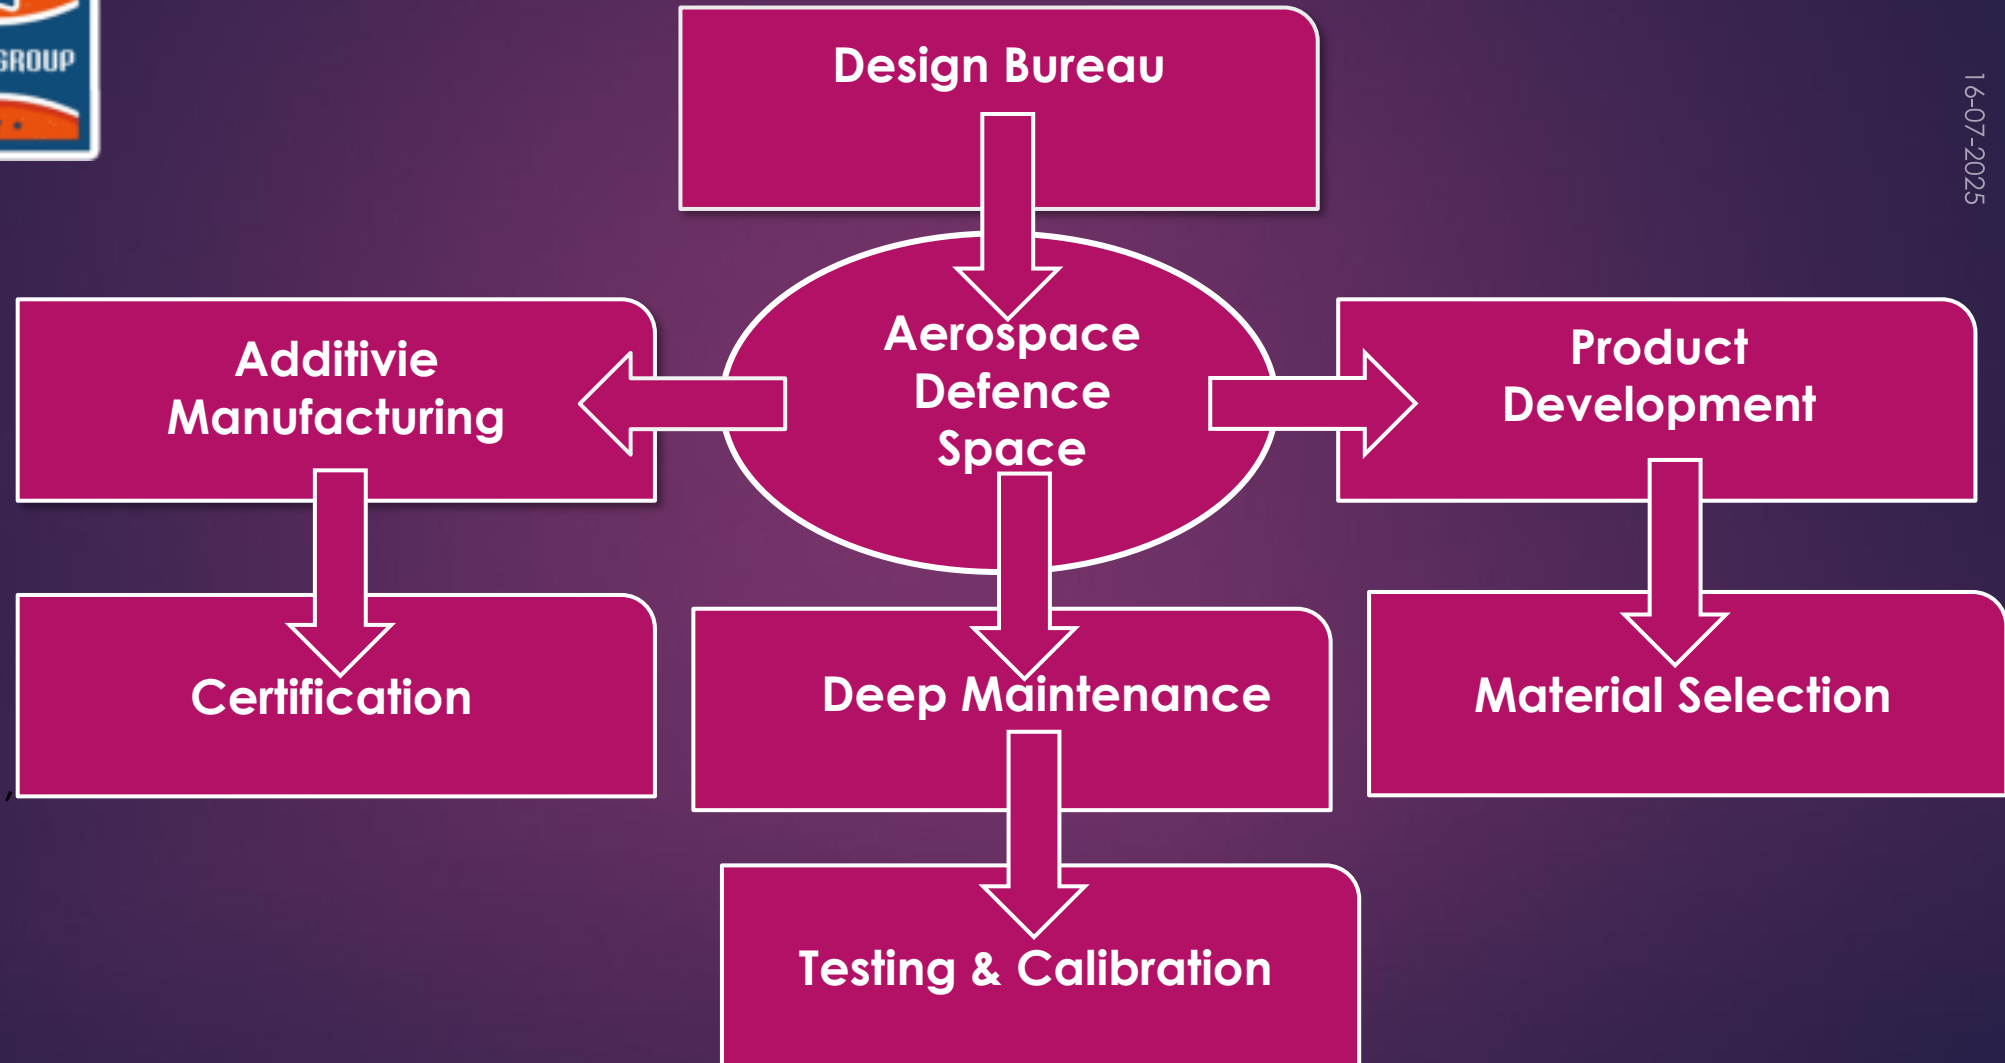 GROUP
16-07-2025
Design Bureau
Aerospace
Defence
Space
Additivie
Manufacturing
Product
Development
Certification
Deep Maintenance
Material Selection
,
Testing & Calibration